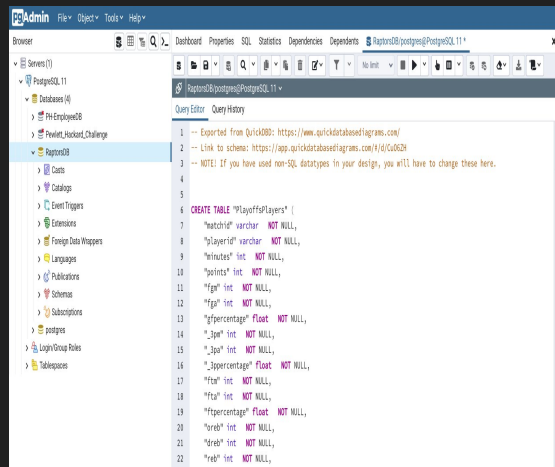 pgAdmin File Object Tools Help
Browser
Dashboard Properties SQL Statistics Dependencies Dependents RaptorsDB/postgres@PostgreSQL 11 *
No limit
RaptorsDB/postgres@PostgreSQL 11
Query Editor Query History
Servers (1)
PostgreSQL 11
Databases (4)
PH-EmployeeDB
Pewlett_Hackard_Challenge
RaptorsDB
Casts
Catalogs
Event Triggers
Extensions
Foreign Data Wrappers
Languages
Publications
Schemas
Subscriptions
postgres
Login/Group Roles
Tablespaces
1 -- Exported from QuickDBD: https://www.quickdatabasediagrams.com/
2 -- Link to schema: https://app.quickdatabasediagrams.com/#/d/CuO6ZH
3 -- NOTE! If you have used non-SQL datatypes in your design, you will have to change these here.
4
5
6 CREATE TABLE "PlayoffsPlayers" (
7 "matchid" varchar NOT NULL,
8 "playerid" varchar NOT NULL,
9 "minutes" int NOT NULL,
10 "points" int NOT NULL,
11 "fgm" int NOT NULL,
12 "fga" int NOT NULL,
13 "gfpercentage" float NOT NULL,
14 "_3pm" int NOT NULL,
15 "_3pa" int NOT NULL,
16 "_3ppercentage" float NOT NULL,
17 "ftm" int NOT NULL,
18 "fta" int NOT NULL,
19 "ftpercentage" float NOT NULL,
20 "oreb" int NOT NULL,
21 "dreb" int NOT NULL,
22 "reb" int NOT NULL,